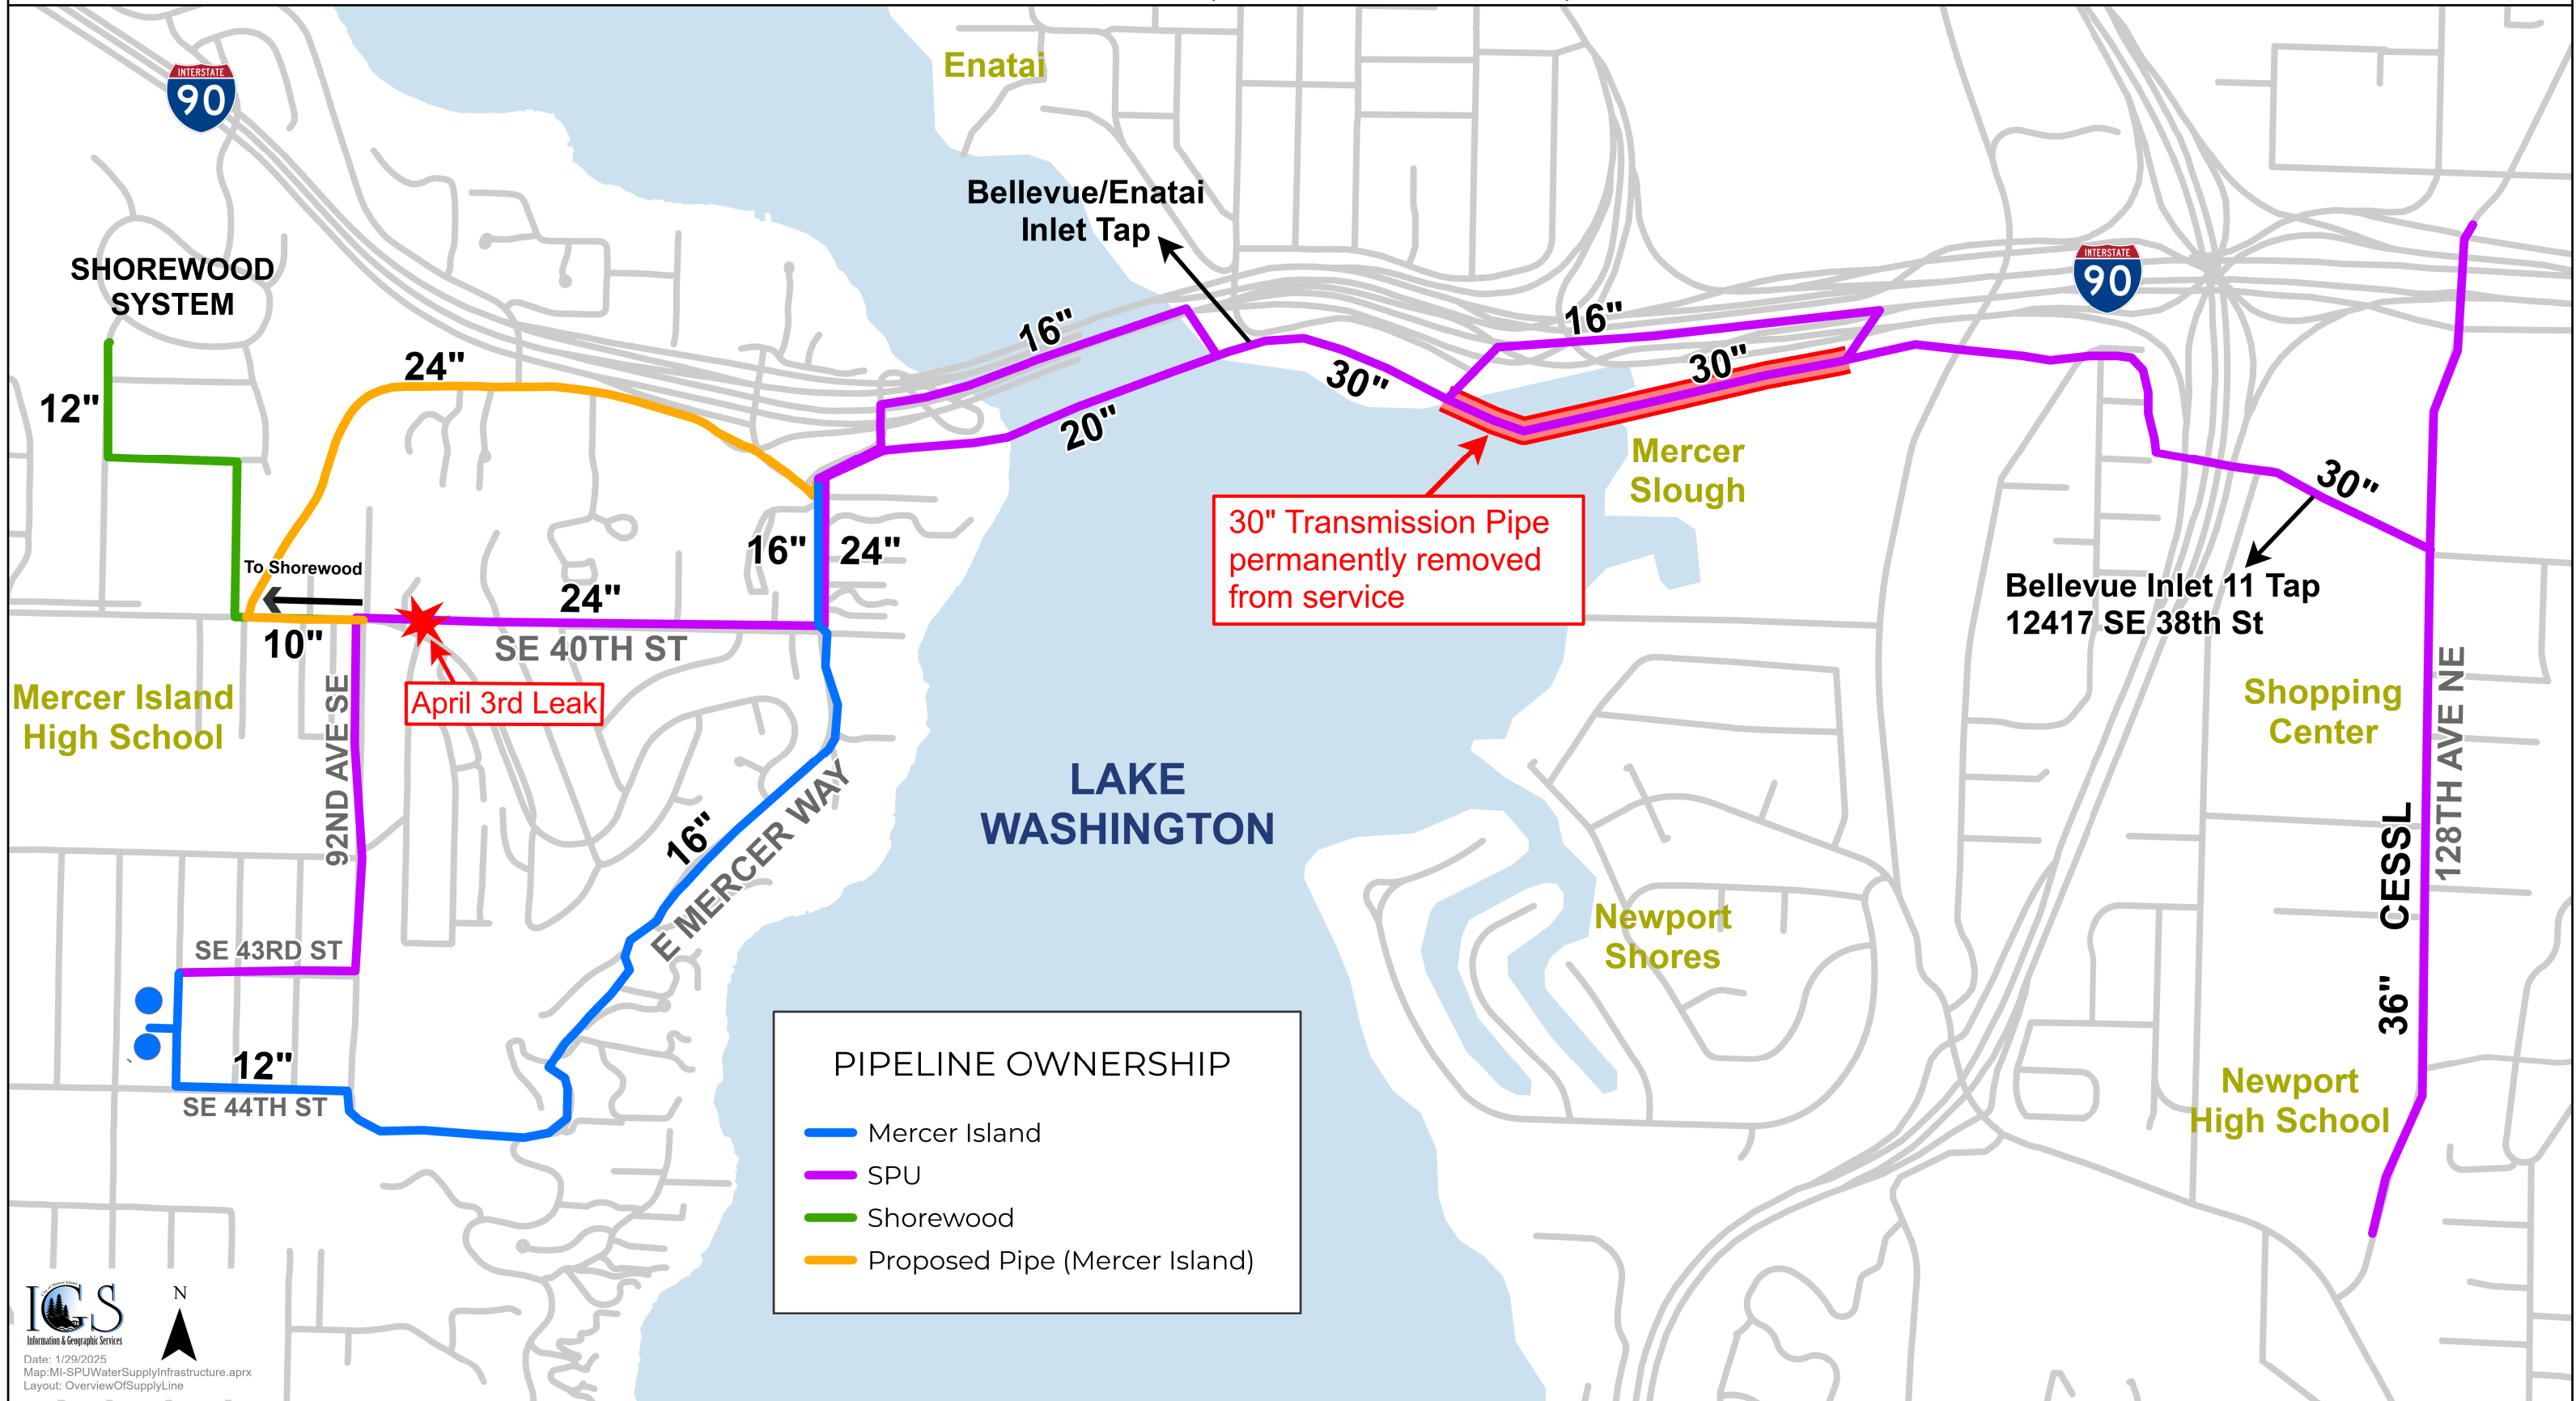 Enatai
INTERSTATE
90
Bellevue/Enatai
Inlet Tap
SHOREWOOD
SYSTEM
INTERSTATE
90
16"
16"
24"
30"
30"
12"
20"
Mercer
Slough
30"
30" Transmission Pipe
permanently removed
from service
16"
24"
To Shorewood
24"
Bellevue Inlet 11 Tap
12417 SE 38th St
10"
SE 40TH ST
Mercer Island
High School
April 3rd Leak
92ND AVE SE
Shopping
Center
128TH AVE NE
LAKE
WASHINGTON
16"
E MERCER WAY
36" CESSL
Newport
Shores
SE 43RD ST
12"
SE 44TH ST
Newport
High School
PIPELINE OWNERSHIP
Mercer Island
SPU
Shorewood
Proposed Pipe (Mercer Island)
IGS
Information & Geographic Services
N
Date: 1/29/2025
Map:MI-SPUWaterSupplyInfrastructure.aprx
Layout: OverviewOfSupplyLine